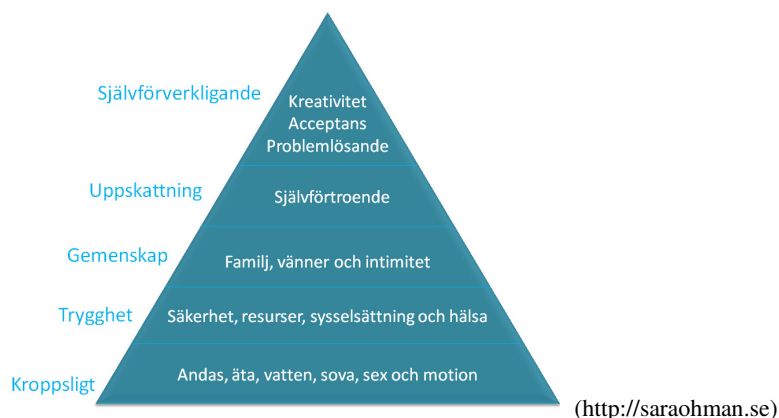 Självförverkligande
Kreativitet
Acceptans
Problemlösande
Uppskattning
Självförtroende
Gemenskap
Familj, vänner och intimitet
Trygghet
Säkerhet, resurser, sysselsättning och hälsa
Kroppsligt
Andas, äta, vatten, sova, sex och motion
(http://saraohman.se)